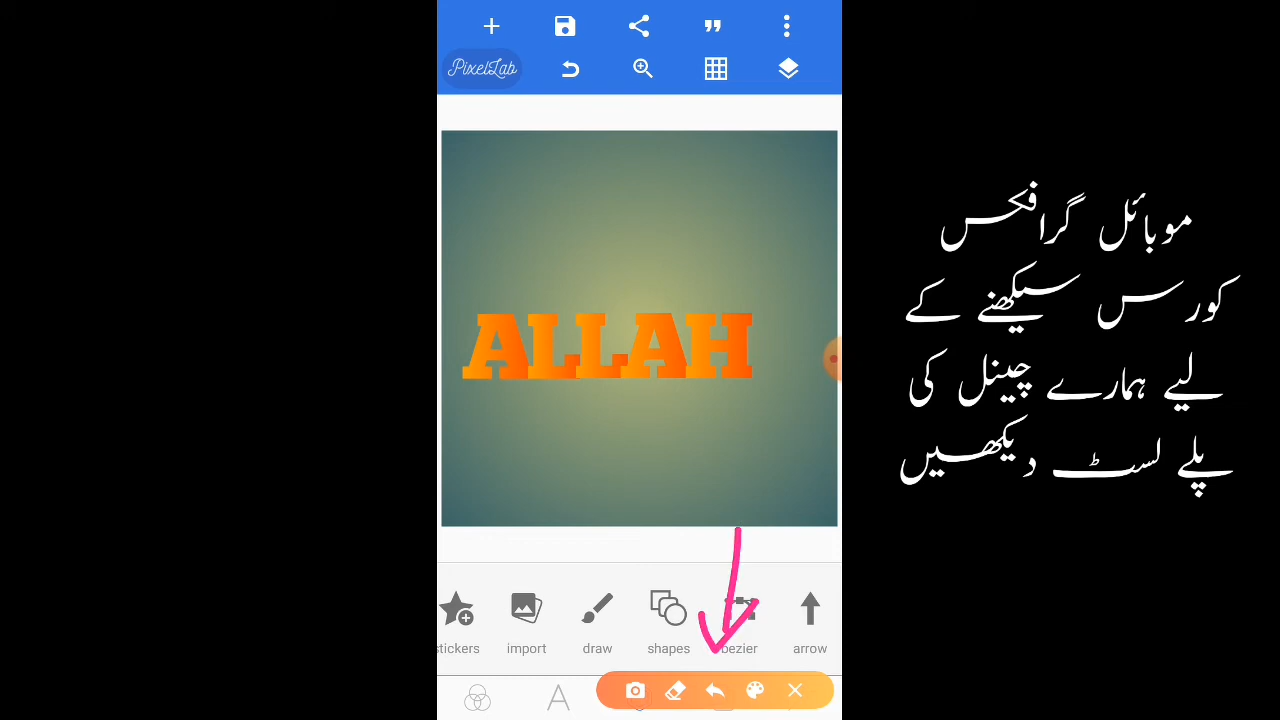 PixelLab
ALLAH
موبائل گرافکس
کورس سیکھنے کے
لیے ہمارے چینل کی
پلے لسٹ دیکھیں
stickers import draw shapes bezier arrow